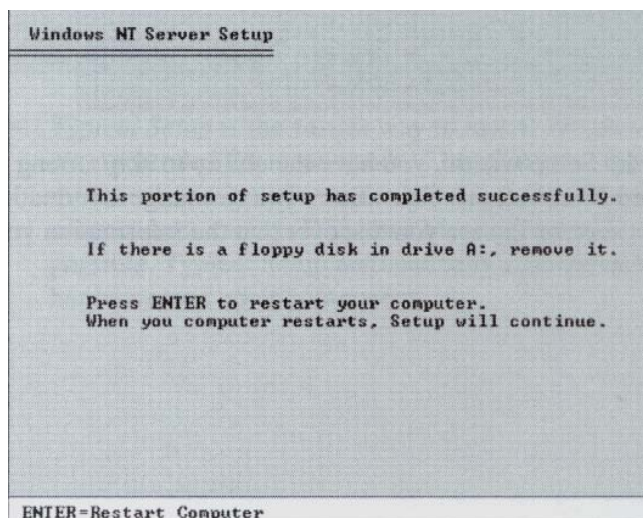 Windows NT Server Setup
This portion of setup has completed successfully.
If there is a floppy disk in drive A:, remove it.
Press ENTER to restart your computer.
When you computer restarts, Setup will continue.
ENTER=Restart Computer